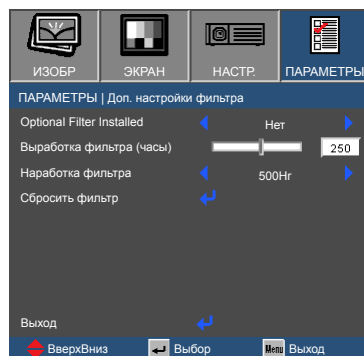 ИЗОБР ЭКРАН НАСТР. ПАРАМЕТРЫ
ПАРАМЕТРЫ | Доп. настройки фильтра
Optional Filter Installed Нет
Выработка фильтра (часы) 250
Наработка фильтра 500Hr
Сбросить фильтр
Выход
ВверхВниз Выбор Menu Выход